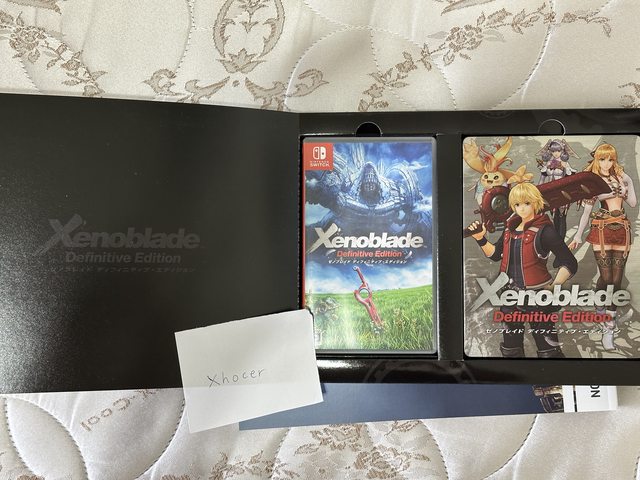 Xenoblade
Definitive Edition
ゼノブレイド ディフィニティブ・エディション
NINTENDO
SWITCH
Xenoblade
Definitive Edition
ゼノブレイド ディフィニティブ・エディション
Xenoblade
Definitive Edition
ゼノブレイド ディフィニティブ・エディション
xhocer
Cool
ON